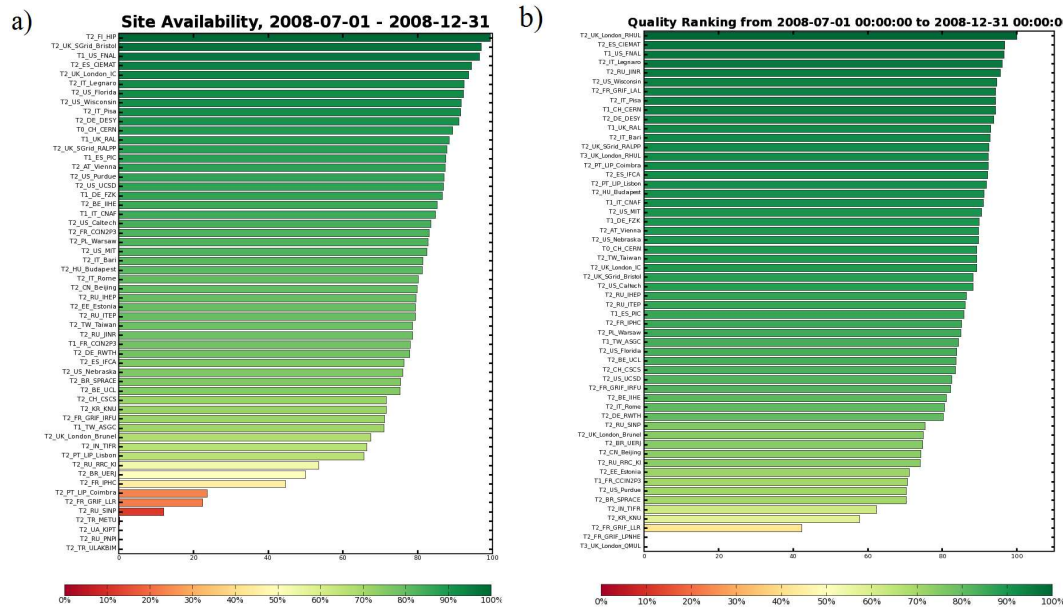 a)
Site Availability, 2008-07-01 - 2008-12-31
T2_FI_HIP
T2_UK_SGrid_Bristol
T1_US_FNAL
T2_ES_CIEMAT
T2_UK_London_IC
T2_IT_Legnaro
T2_US_Florida
T2_US_Wisconsin
T2_IT_Pisa
T2_DE_DESY
T0_CH_CERN
T1_UK_RAL
T2_UK_SGrid_RALPP
T1_ES_PIC
T2_AT_Vienna
T2_US_Purdue
T2_US_UCSD
T1_DE_FZK
T2_BE_IIHE
T1_IT_CNAF
T2_US_Caltech
T2_FR_CCIN2P3
T2_PL_Warsaw
T2_US_MIT
T2_IT_Bari
T2_HU_Budapest
T2_IT_Rome
T2_CN_Beijing
T2_RU_IHEP
T2_EE_Estonia
T2_RU_ITEP
T2_TW_Taiwan
T2_RU_JINR
T1_FR_CCIN2P3
T2_DE_RWTH
T2_ES_IFCA
T2_US_Nebraska
T2_BR_SPRACE
T2_BE_UCL
T2_CH_CSCS
T2_KR_KNU
T2_FR_GRIF_IRFU
T1_TW_ASGC
T2_UK_London_Brunel
T2_IN_TIFR
T2_PT_LIP_Lisbon
T2_RU_RRC_KI
T2_BR_UERJ
T2_FR_IPHC
T2_PT_LIP_Coimbra
T2_FR_GRIF_LLR
T2_RU_SINP
T2_TR_METU
T2_UA_KIPT
T2_RU_PNPI
T2_TR_ULAKBIM
0 20 40 60 80 100
0% 10% 20% 30% 40% 50% 60% 70% 80% 90% 100%
b)
Quality Ranking from 2008-07-01 00:00:00 to 2008-12-31 00:00:0
T2_UK_London_RHUL
T2_ES_CIEMAT
T1_US_FNAL
T2_IT_Legnaro
T2_RU_JINR
T2_US_Wisconsin
T2_FR_GRIF_LAL
T2_IT_Pisa
T1_CH_CERN
T2_DE_DESY
T1_UK_RAL
T2_IT_Bari
T2_UK_SGrid_RALPP
T3_UK_London_RHUL
T2_PT_LIP_Coimbra
T2_ES_IFCA
T2_PT_LIP_Lisbon
T2_HU_Budapest
T1_IT_CNAF
T2_US_MIT
T1_DE_FZK
T2_AT_Vienna
T2_US_Nebraska
T0_CH_CERN
T2_TW_Taiwan
T2_UK_London_IC
T2_UK_SGrid_Bristol
T2_US_Caltech
T2_RU_IHEP
T2_RU_ITEP
T1_ES_PIC
T2_FR_IPHC
T2_PL_Warsaw
T1_TW_ASGC
T2_US_Florida
T2_BE_UCL
T2_CH_CSCS
T2_US_UCSD
T2_FR_GRIF_IRFU
T2_BE_IIHE
T2_IT_Rome
T2_DE_RWTH
T2_RU_SINP
T2_UK_London_Brunel
T2_BR_UERJ
T2_CN_Beijing
T2_RU_RRC_KI
T2_EE_Estonia
T1_FR_CCIN2P3
T2_US_Purdue
T2_BR_SPRACE
T2_IN_TIFR
T2_KR_KNU
T2_FR_GRIF_LLR
T2_FR_GRIF_LPNHE
T3_UK_London_QMUL
0 20 40 60 80 100
0% 10% 20% 30% 40% 50% 60% 70% 80% 90% 100%